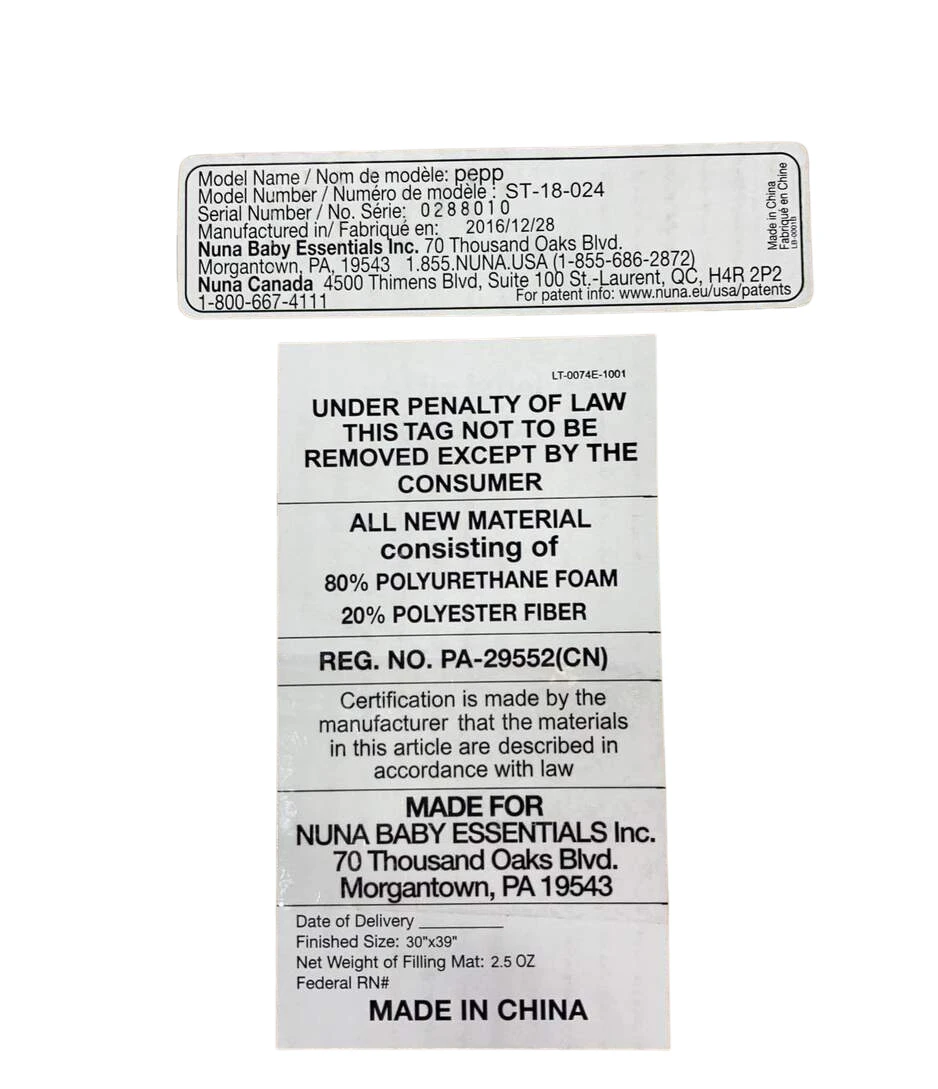 Model Name / Nom de modèle: pepp
Model Number / Numéro de modèle : ST-18-024
Serial Number / No. Série: 0288010
Manufactured in/ Fabriqué en: 2016/12/28
Nuna Baby Essentials Inc. 70 Thousand Oaks Blvd.
Morgantown, PA, 19543 1.855.NUNA.USA (1-855-686-2872)
Nuna Canada 4500 Thimens Blvd, Suite 100 St.-Laurent, QC, H4R 2P2
1-800-667-4111 For patent info: www.nuna.eu/usa/patents
Made in China
Fabriqué en Chine
LB-0001B
LT-0074E-1001
UNDER PENALTY OF LAW
THIS TAG NOT TO BE
REMOVED EXCEPT BY THE
CONSUMER
ALL NEW MATERIAL
consisting of
80% POLYURETHANE FOAM
20% POLYESTER FIBER
REG. NO. PA-29552(CN)
Certification is made by the
manufacturer that the materials
in this article are described in
accordance with law
MADE FOR
NUNA BABY ESSENTIALS Inc.
70 Thousand Oaks Blvd.
Morgantown, PA 19543
Date of Delivery
Finished Size: 30"x39"
Net Weight of Filling Mat: 2.5 OZ
Federal RN#
MADE IN CHINA